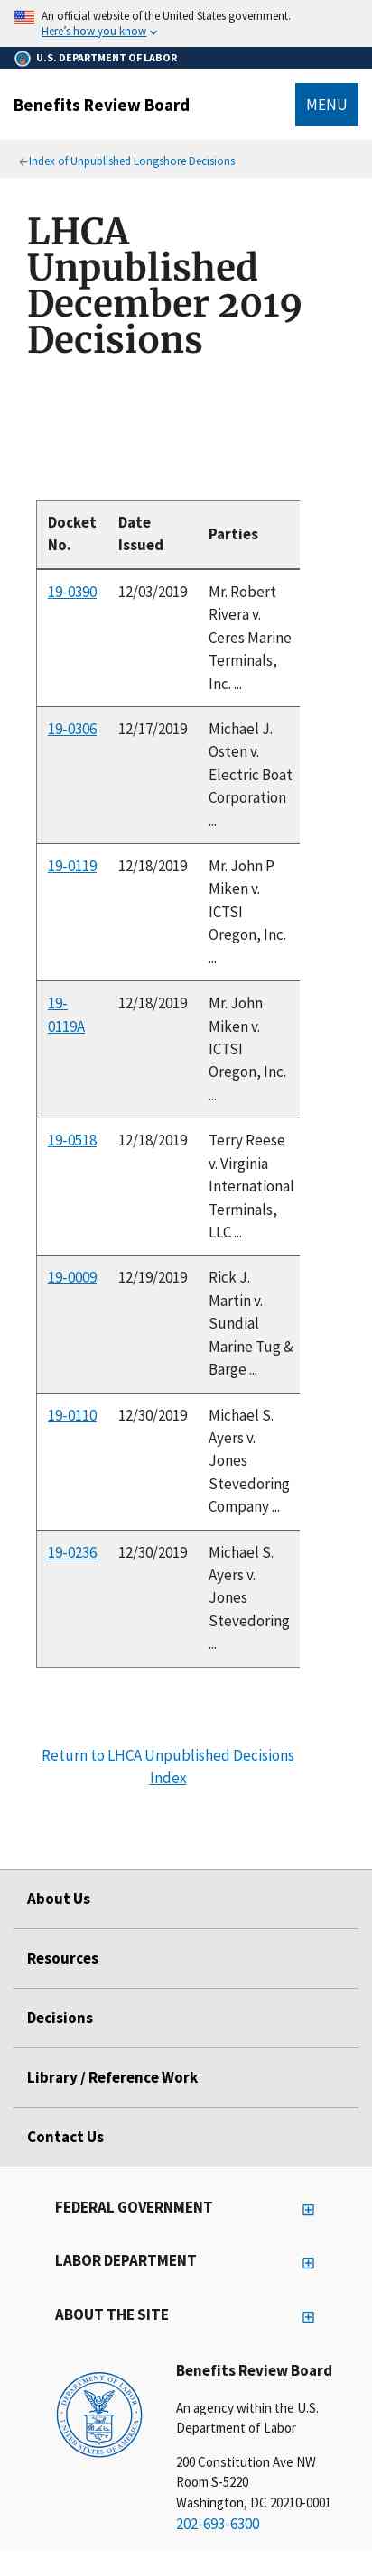 An official website of the United States government.
Here's how you know
U.S. DEPARTMENT OF LABOR
Benefits Review Board
MENU
Index of Unpublished Longshore Decisions
LHCA
Unpublished
December 2019
Decisions
Docket No. Date Issued Parties
19-0390 12/03/2019 Mr. Robert
Rivera v.
Ceres Marine
Terminals,
Inc. ...
19-0306 12/17/2019 Michael J.
Osten v.
Electric Boat
Corporation
...
19-0119 12/18/2019 Mr. John P.
Miken v.
ICTSI
Oregon, Inc.
...
19-0119A 12/18/2019 Mr. John
Miken v.
ICTSI
Oregon, Inc.
...
19-0518 12/18/2019 Terry Reese
v. Virginia
International
Terminals,
LLC ...
19-0009 12/19/2019 Rick J.
Martin v.
Sundial
Marine Tug &
Barge ...
19-0110 12/30/2019 Michael S.
Ayers v.
Jones
Stevedoring
Company ...
19-0236 12/30/2019 Michael S.
Ayers v.
Jones
Stevedoring
...
Return to LHCA Unpublished Decisions
Index
About Us
Resources
Decisions
Library / Reference Work
Contact Us
FEDERAL GOVERNMENT
LABOR DEPARTMENT
ABOUT THE SITE
DEPARTMENT OF LABOR
UNITED STATES OF AMERICA
Benefits Review Board
An agency within the U.S.
Department of Labor
200 Constitution Ave NW
Room S-5220
Washington, DC 20210-0001
202-693-6300